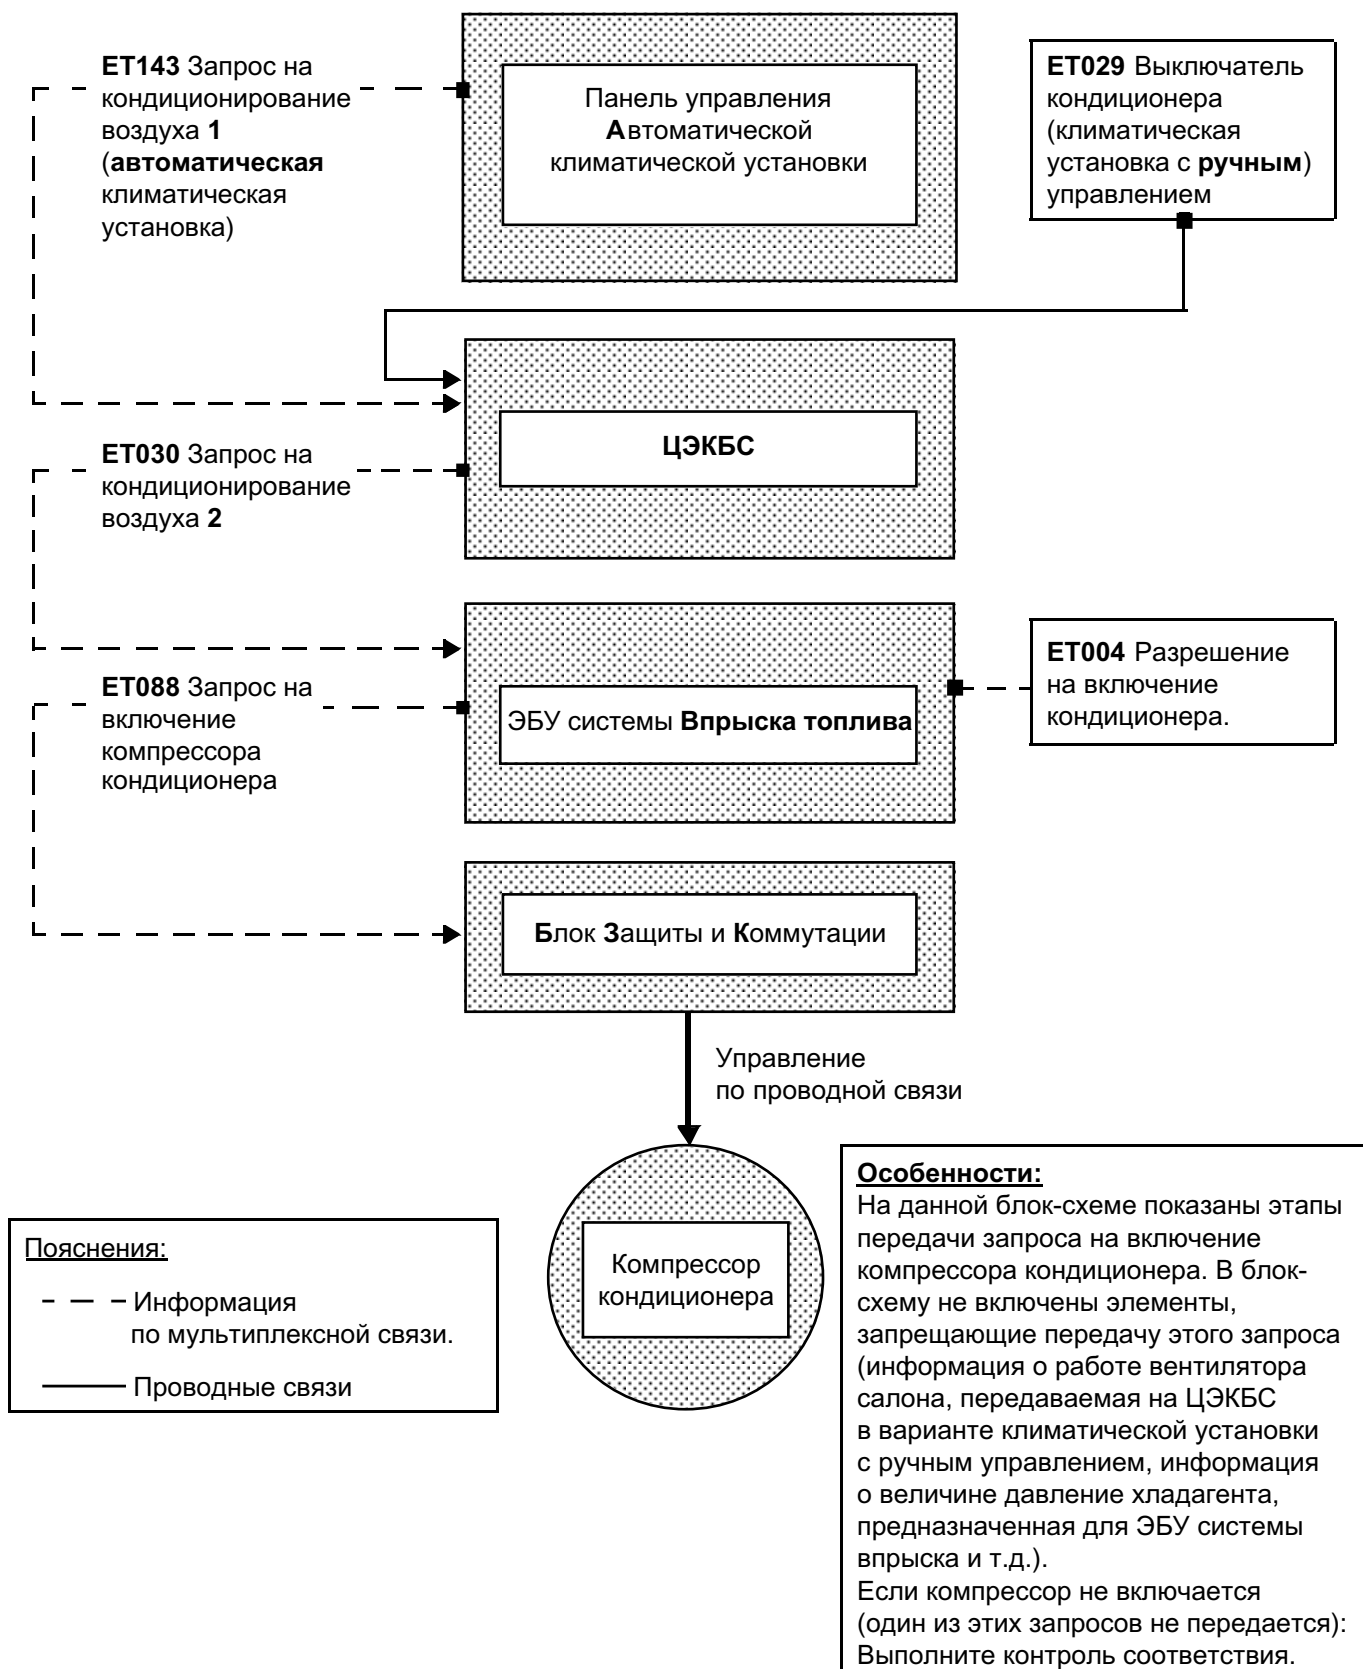 ET143 Запрос на
кондиционирование
воздуха 1
(автоматическая
климатическая
установка)
Панель управления
Автоматической
климатической установки
ET029 Выключатель
кондиционера
(климатическая
установка с ручным)
управлением
ЦЭКБС
ET030 Запрос на
кондиционирование
воздуха 2
ET088 Запрос на
включение
компрессора
кондиционера
ЭБУ системы Впрыска топлива
ET004 Разрешение
на включение
кондиционера.
Блок Защиты и Коммутации
Управление
по проводной связи
Компрессор
кондиционера
Пояснения:
Информация
по мультиплексной связи.
Проводные связи
Особенности:
На данной блок-схеме показаны этапы
передачи запроса на включение
компрессора кондиционера. В блок-
схему не включены элементы,
запрещающие передачу этого запроса
(информация о работе вентилятора
салона, передаваемая на ЦЭКБС
в варианте климатической установки
с ручным управлением, информация
о величине давление хладагента,
предназначенная для ЭБУ системы
впрыска и т.д.).
Если компрессор не включается
(один из этих запросов не передается):
Выполните контроль соответствия.